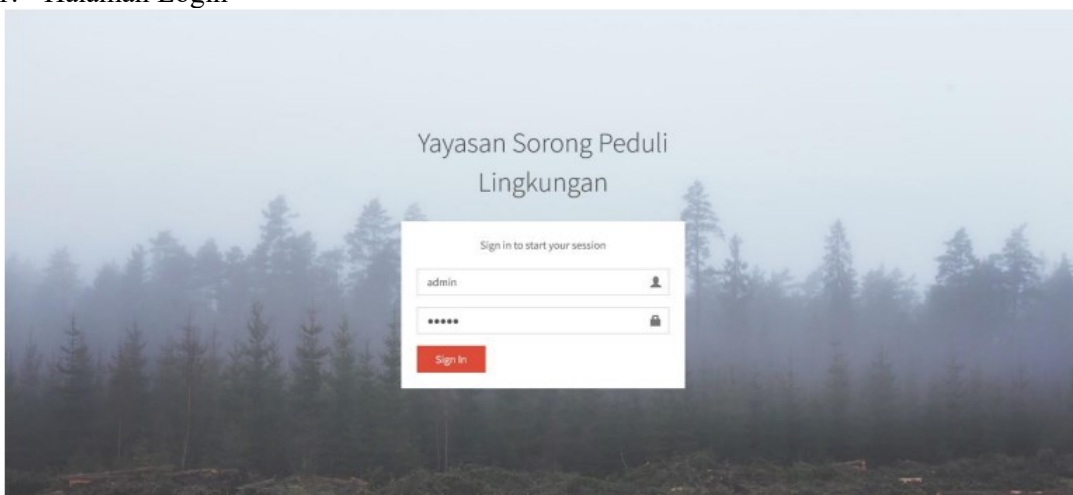 Halaman Login
Yayasan Sorong Peduli
Lingkungan
Sign in to start your session
admin
•••••
Sign In